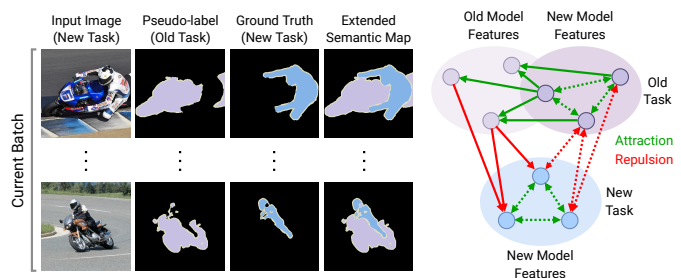 Input Image
(New Task)
Pseudo-label
(Old Task)
Ground Truth
(New Task)
Extended
Semantic Map
Current Batch
Old Model
Features
New Model
Features
Old
Task
Attraction
Repulsion
New
Task
New Model
Features